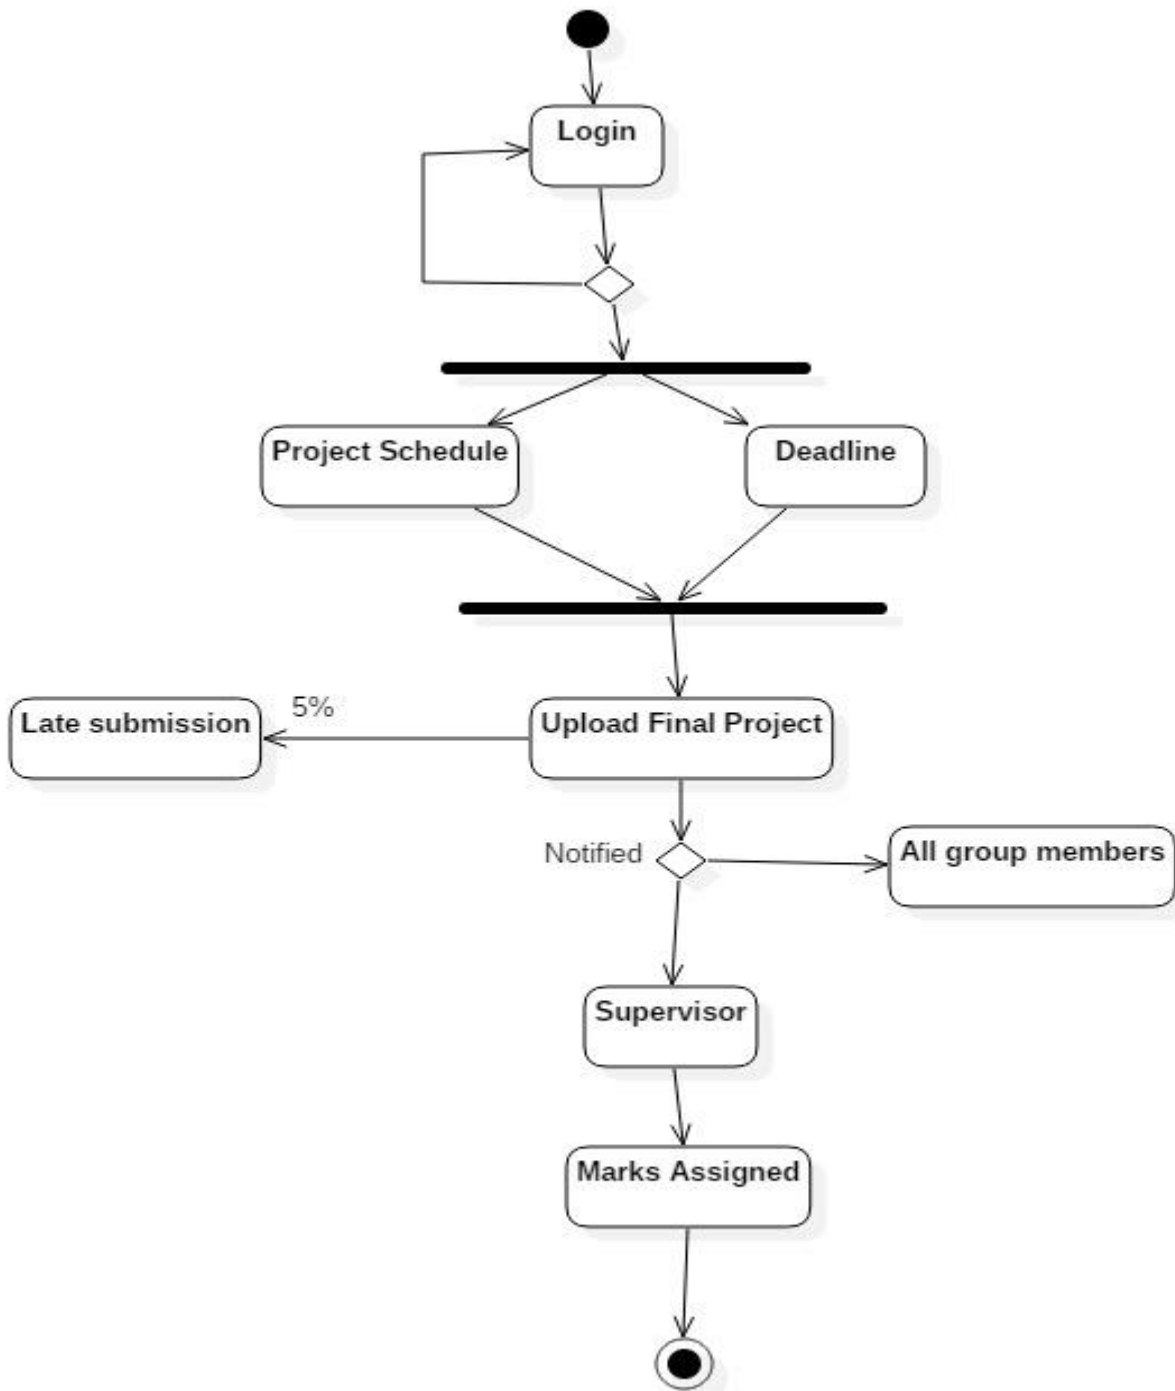 Login
Project Schedule
Deadline
5%
Late submission
Upload Final Project
Notified
All group members
Supervisor
Marks Assigned